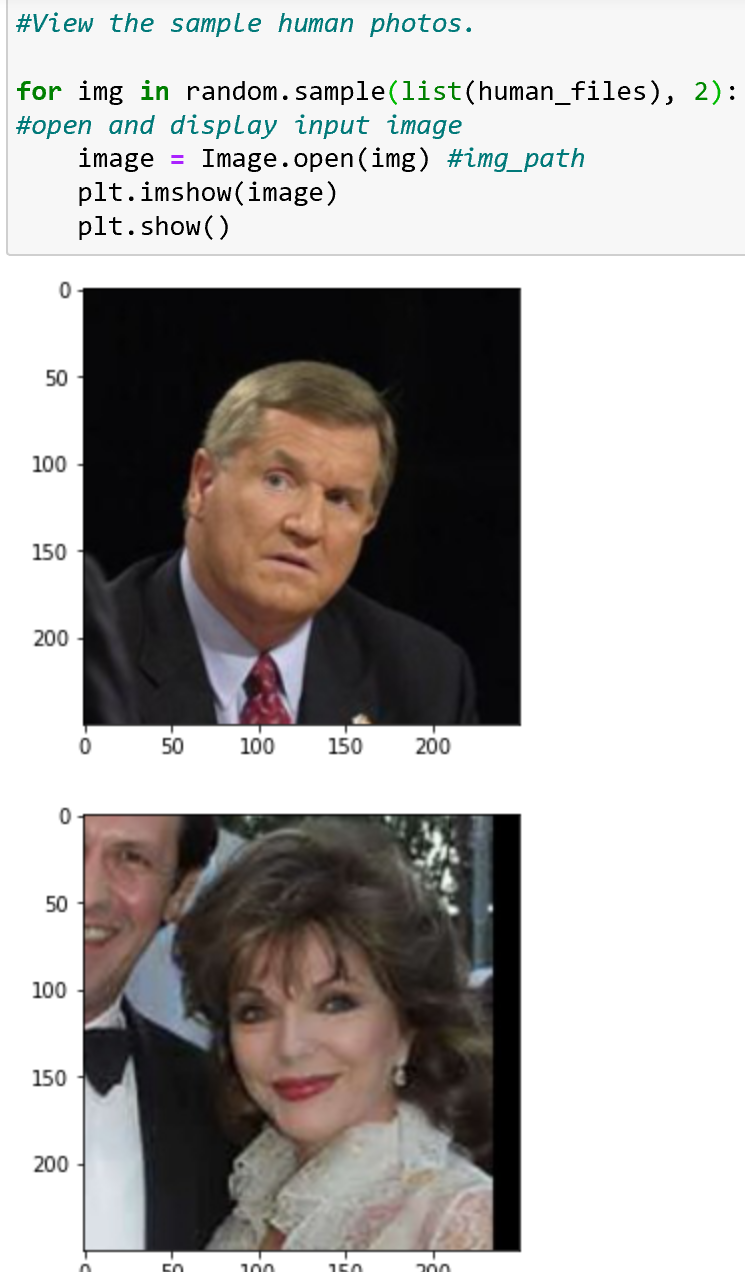 #View the sample human photos.
for img in random.sample(list(human_files), 2):
#open and display input image
    image = Image.open(img) #img_path
    plt.imshow(image)
    plt.show()
0
50
100
150
200
0 50 100 150 200
0
50
100
150
200
0 50 100 150 200